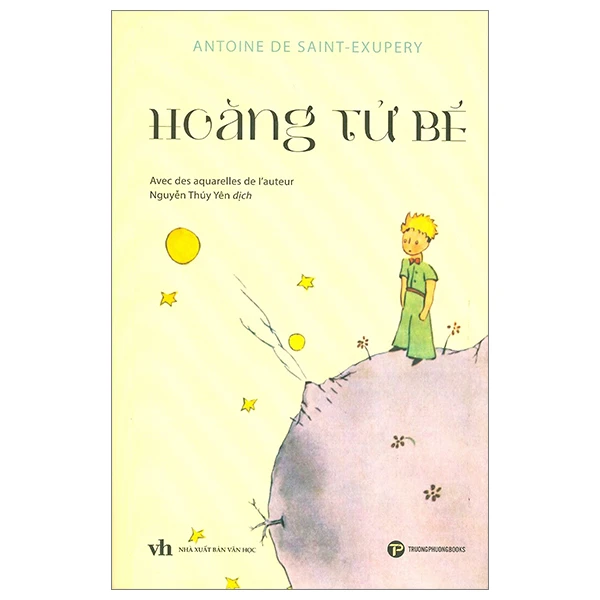 ANTOINE DE SAINT-EXUPERY
HOÀNG TỬ BÉ
Avec des aquarelles de l'auteur
Nguyễn Thúy Yên dịch
vh NHÀ XUẤT BẢN VĂN HỌC
TP TRUONGPHUONGBOOKS